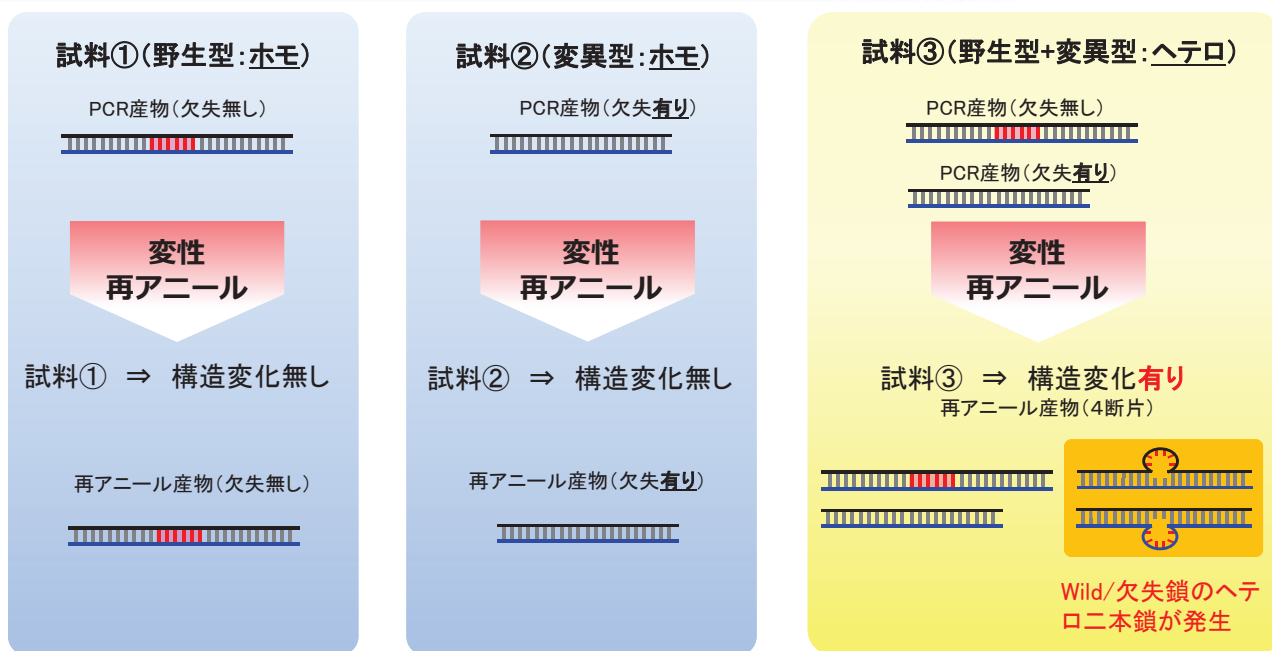 試料①(野生型:ホモ)
PCR産物(欠失無し)
変性
再アニール
試料① ⇒ 構造変化無し
再アニール産物(欠失無し)
試料②(変異型:ホモ)
PCR産物(欠失有り)
変性
再アニール
試料② ⇒ 構造変化無し
再アニール産物(欠失有り)
試料③(野生型+変異型:ヘテロ)
PCR産物(欠失無し)
PCR産物(欠失有り)
変性
再アニール
試料③ ⇒ 構造変化有り
再アニール産物(4断片)
Wild/欠失鎖のヘテ
ロ二本鎖が発生